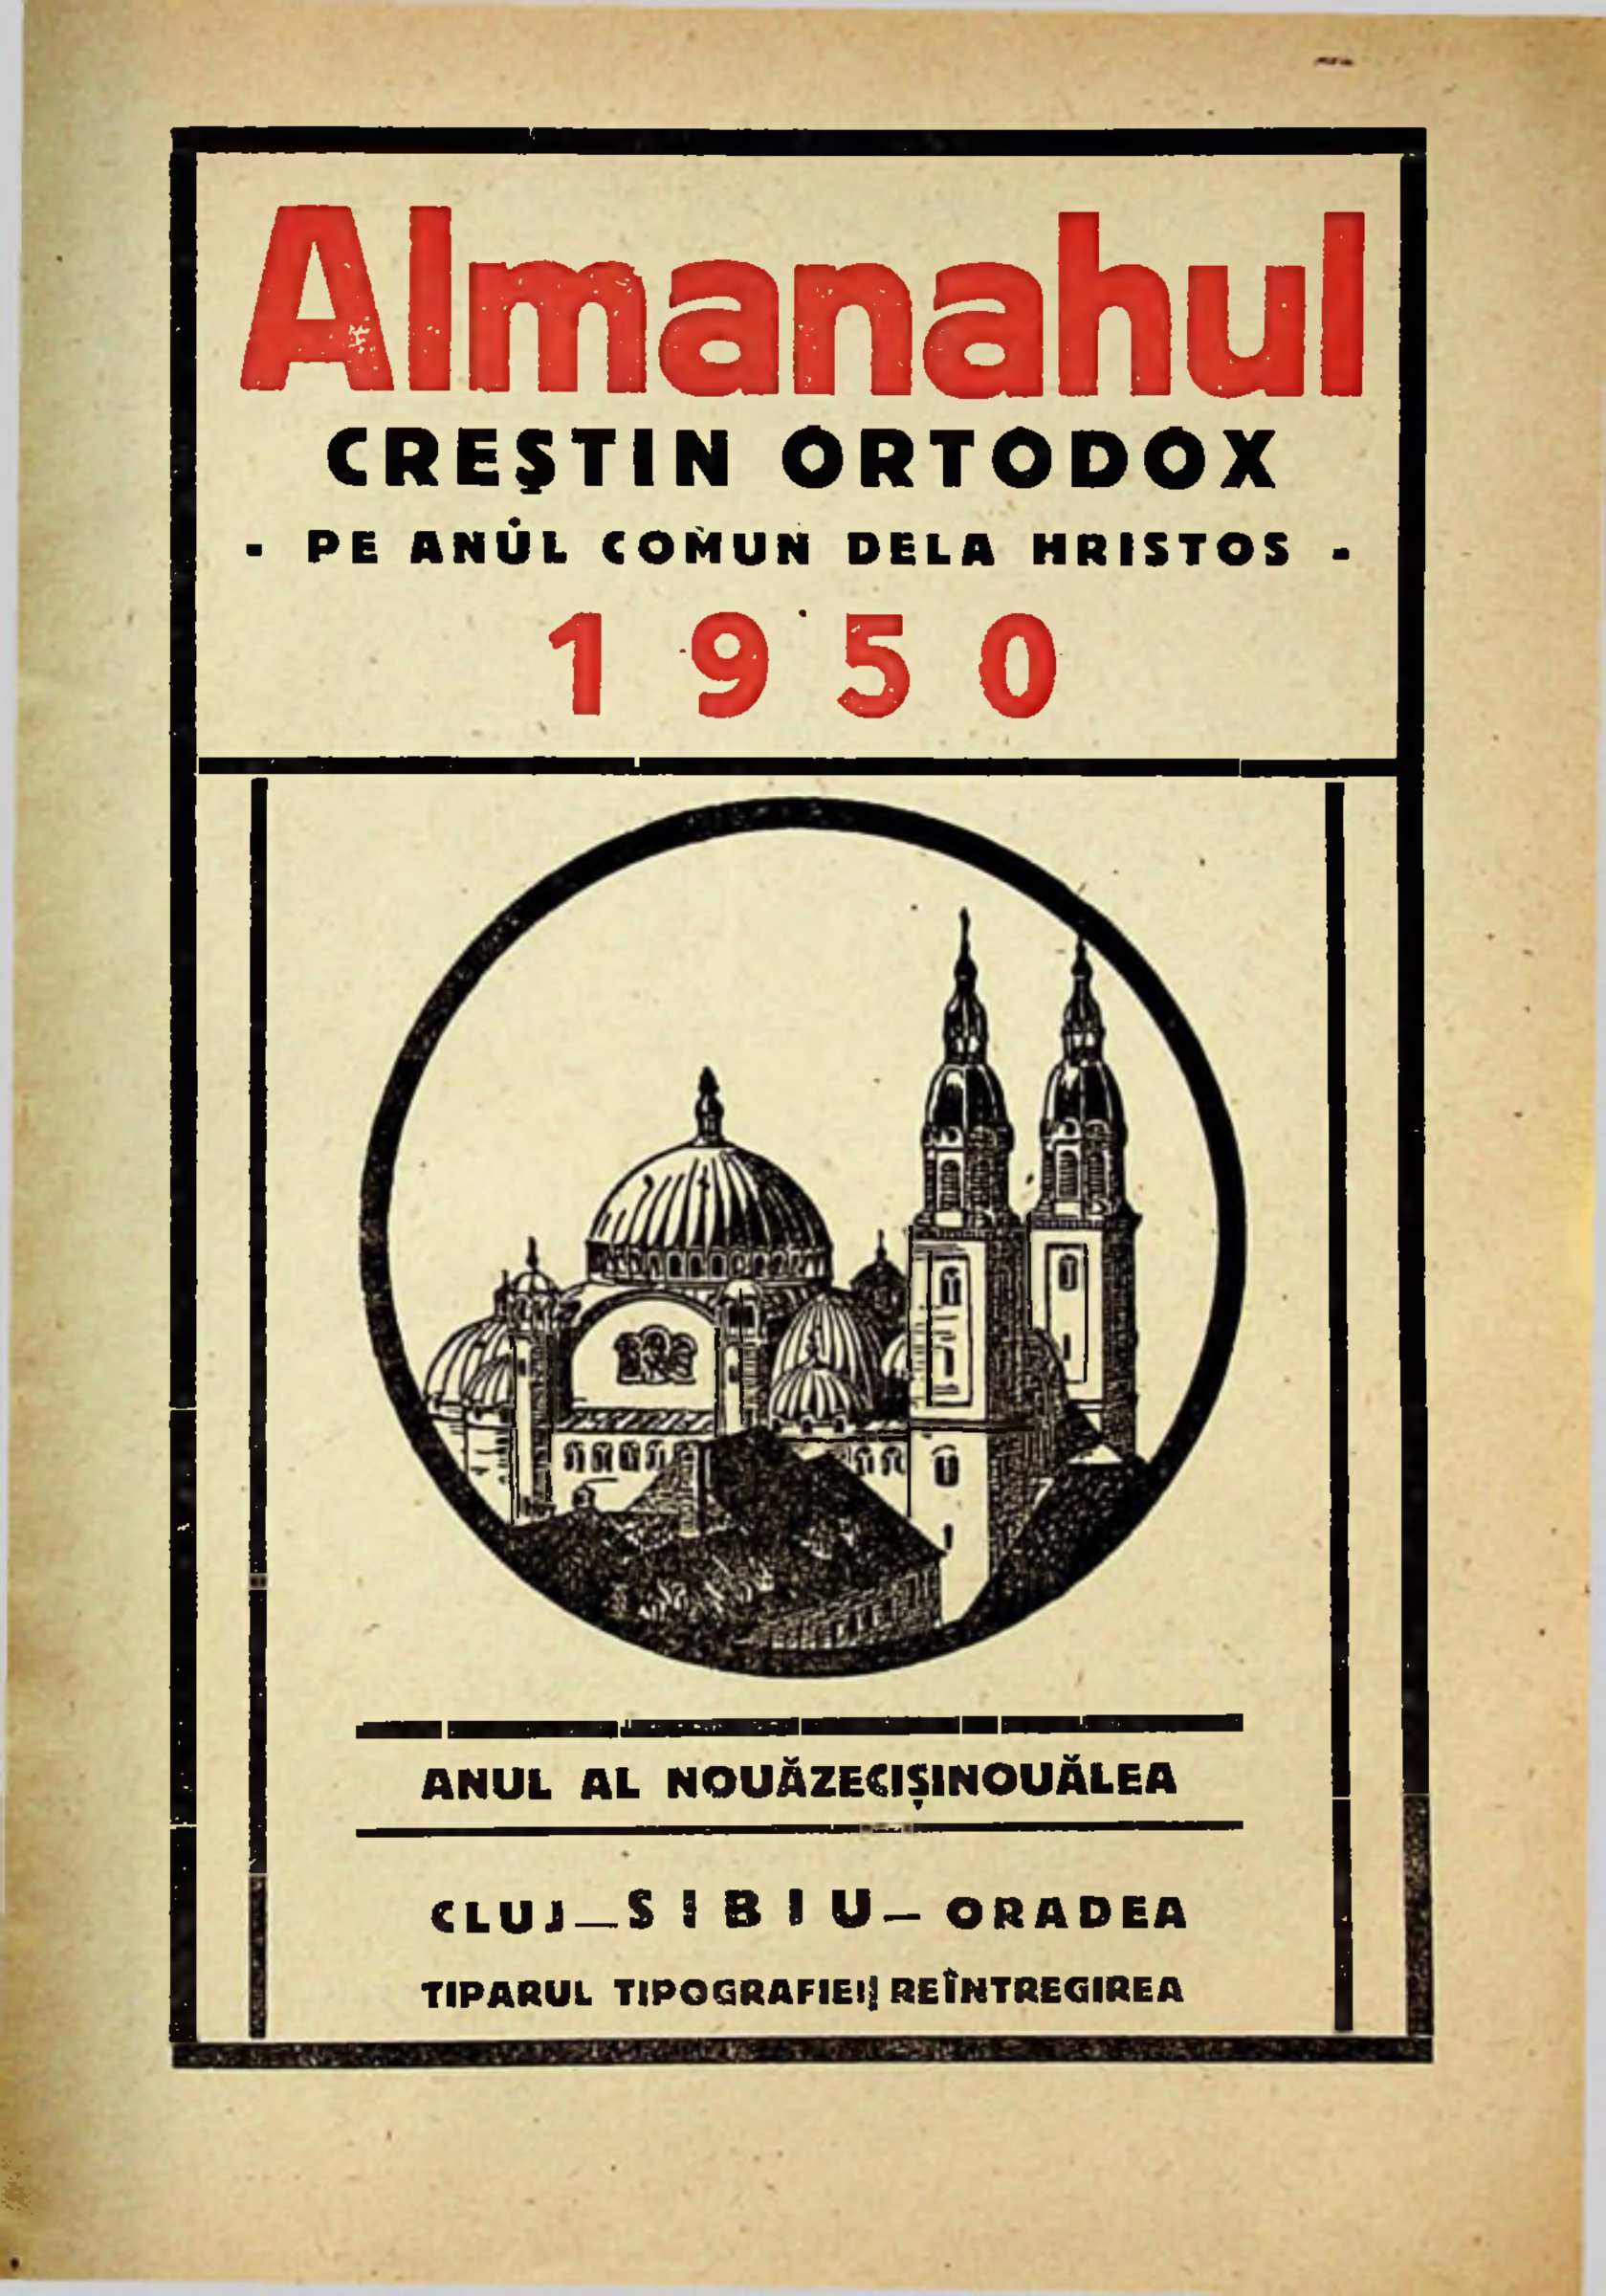 Almanahul
CREŞTIN ORTODOX
- PE ANUL COMUN DELA HRISTOS -
1950
ANUL AL NOUĂZECIȘINOUĂLEA
CLUJ—SIBIU—ORADEA
TIPARUL TIPOGRAFIEI REÎNTREGIREA